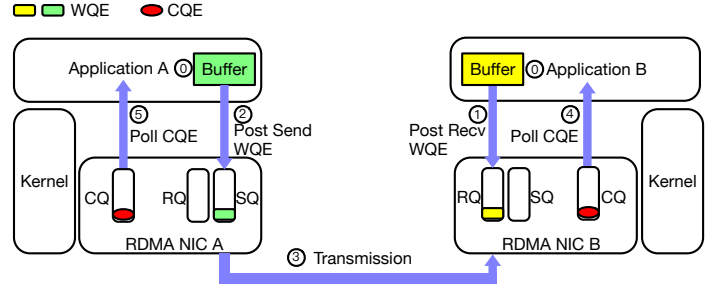 WQE CQE
Application A 0 Buffer
Buffer 0 Application B
5 2
Poll CQE Post Send
WQE
1 4
Post Recv Poll CQE
WQE
Kernel
CQ RQ SQ
RDMA NIC A
RQ SQ CQ
RDMA NIC B
Kernel
3 Transmission